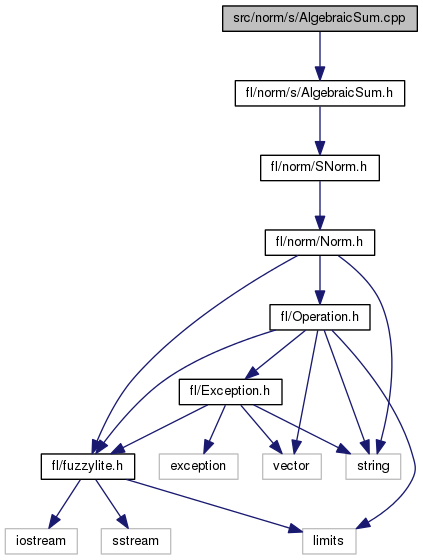 src/norm/s/AlgebraicSum.cpp
fl/norm/s/AlgebraicSum.h
fl/norm/SNorm.h
fl/norm/Norm.h
fl/Operation.h
fl/Exception.h
fl/fuzzylite.h
exception
vector
string
iostream
sstream
limits